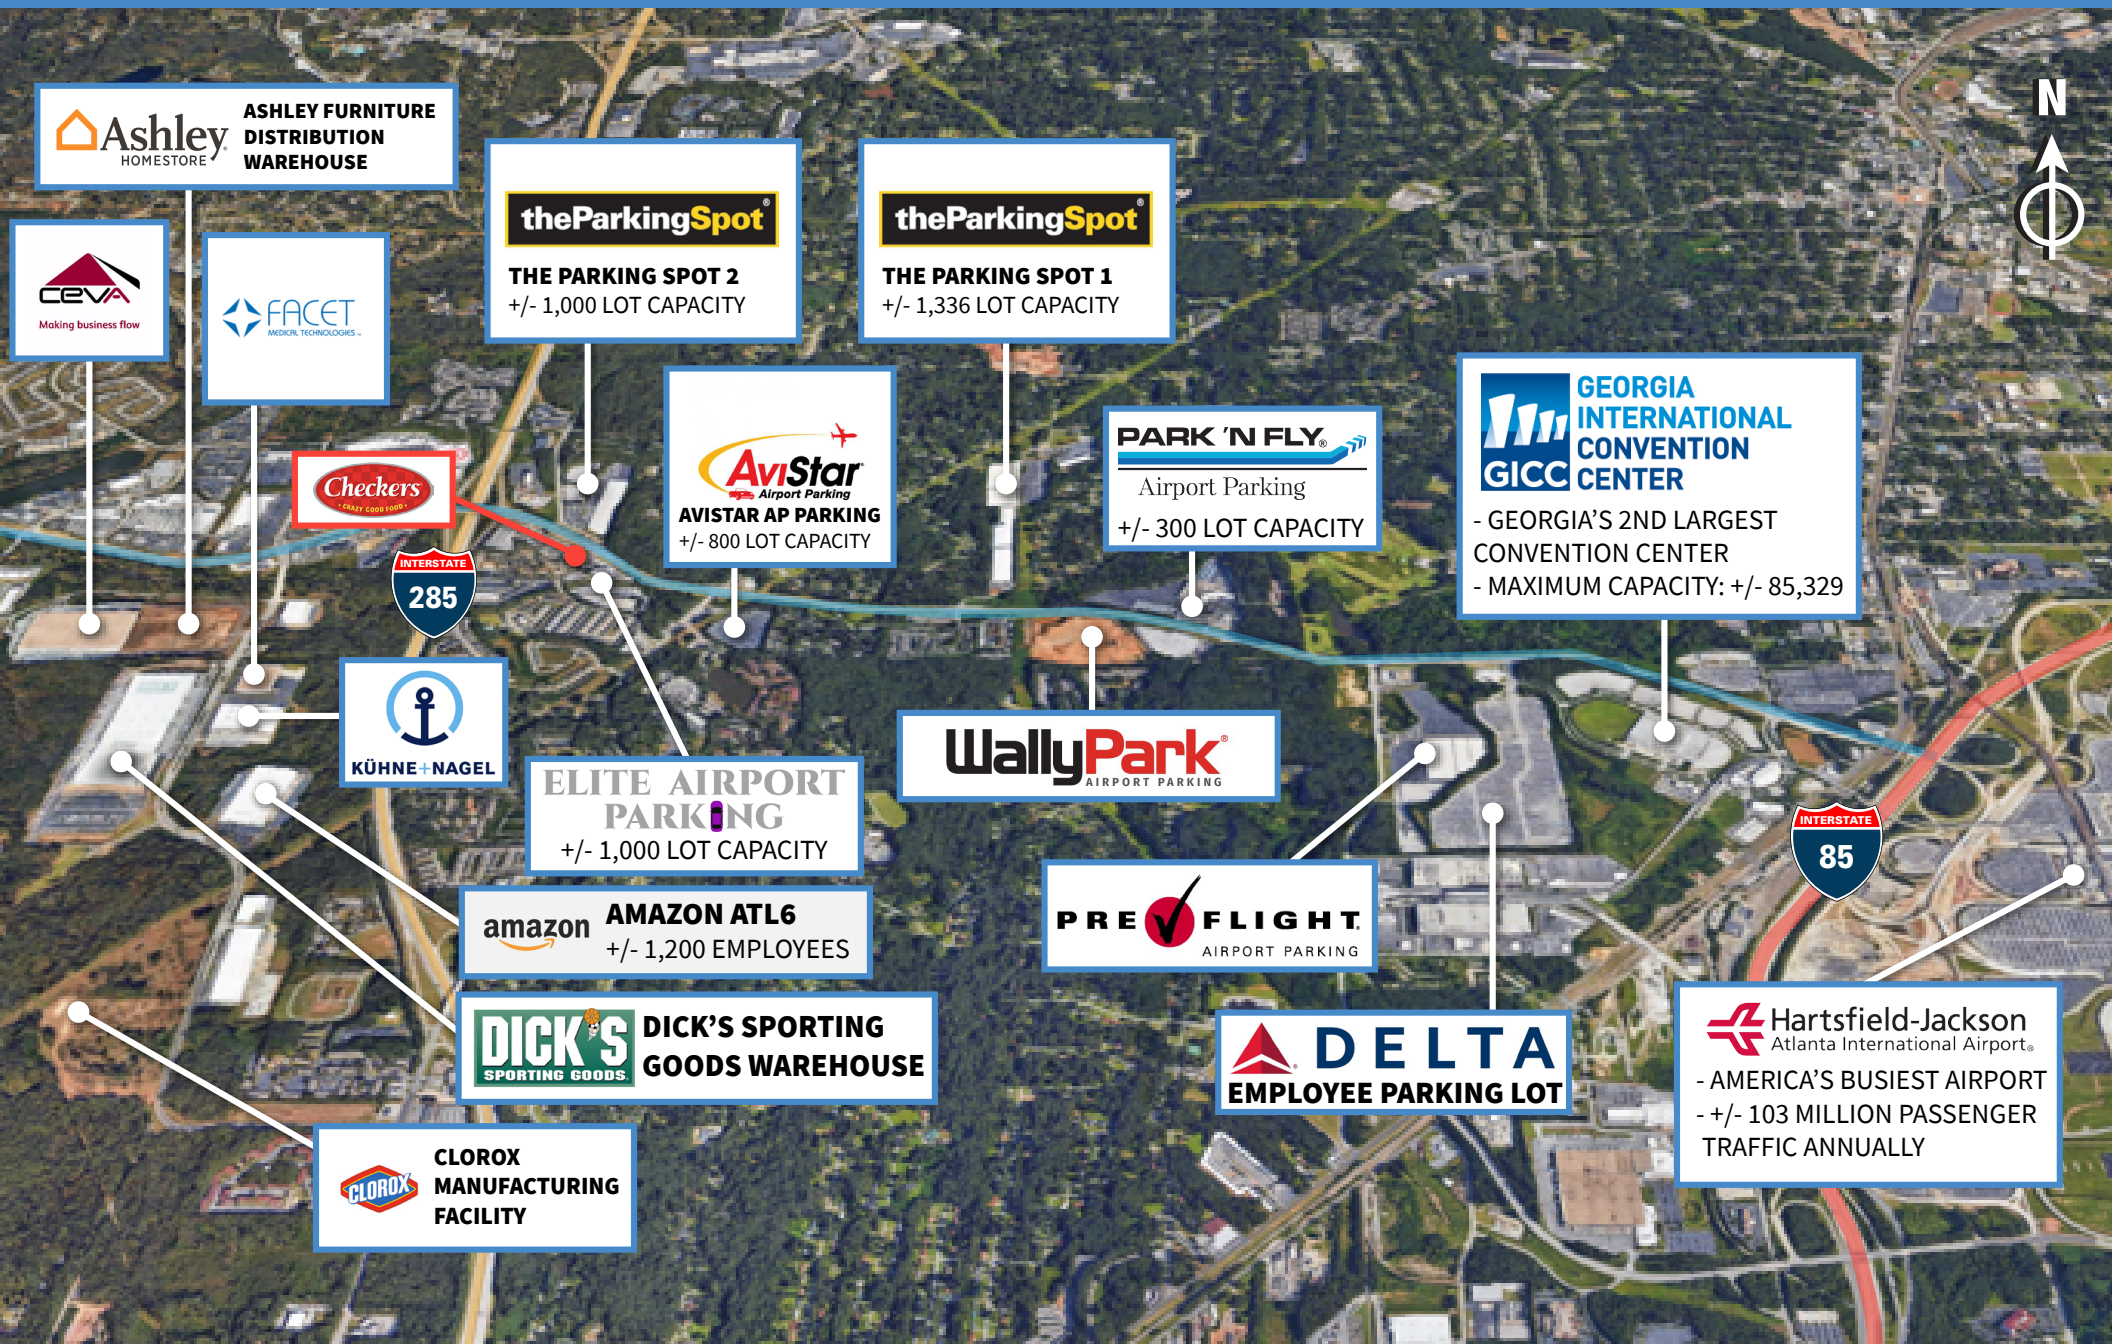 N
Ashley
HOMESTORE
ASHLEY FURNITURE
DISTRIBUTION
WAREHOUSE
CEVA
Making business flow
FACET
MEDICAL TECHNOLOGIES
theParkingSpot®
THE PARKING SPOT 2
+/- 1,000 LOT CAPACITY
theParkingSpot®
THE PARKING SPOT 1
+/- 1,336 LOT CAPACITY
Checkers
CRAZY GOOD FOOD
AviStar
Airport Parking
AVISTAR AP PARKING
+/- 800 LOT CAPACITY
PARK 'N FLY®
Airport Parking
+/- 300 LOT CAPACITY
GICC
GEORGIA
INTERNATIONAL
CONVENTION
CENTER
- GEORGIA'S 2ND LARGEST
CONVENTION CENTER
- MAXIMUM CAPACITY: +/- 85,329
INTERSTATE
285
KÜHNE+NAGEL
ELITE AIRPORT
PARKING
+/- 1,000 LOT CAPACITY
WallyPark®
AIRPORT PARKING
INTERSTATE
85
amazon
AMAZON ATL6
+/- 1,200 EMPLOYEES
PREFLIGHT
AIRPORT PARKING
DICK'S
SPORTING GOODS
DICK'S SPORTING
GOODS WAREHOUSE
DELTA
EMPLOYEE PARKING LOT
Hartsfield-Jackson
Atlanta International Airport®
- AMERICA'S BUSIEST AIRPORT
- +/- 103 MILLION PASSENGER
TRAFFIC ANNUALLY
CLOROX
CLOROX
MANUFACTURING
FACILITY